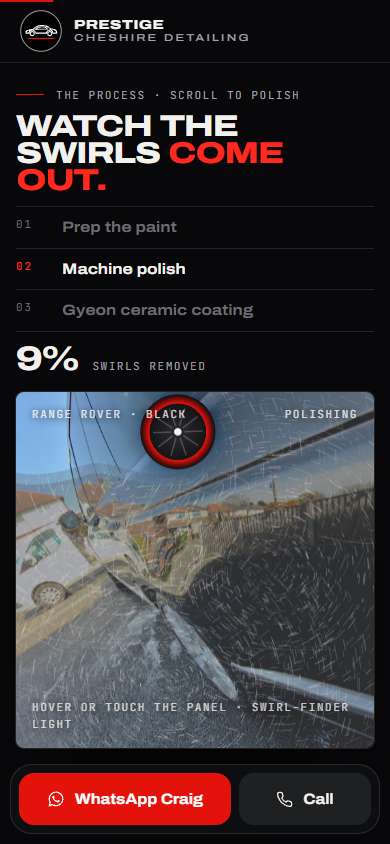 PRESTIGE
CHESHIRE DETAILING
THE PROCESS · SCROLL TO POLISH
WATCH THE
SWIRLS COME
OUT.
01 Prep the paint
02 Machine polish
03 Gyeon ceramic coating
9% SWIRLS REMOVED
RANGE ROVER · BLACK POLISHING
HOVER OR TOUCH THE PANEL · SWIRL-FINDER
LIGHT
WhatsApp Craig Call